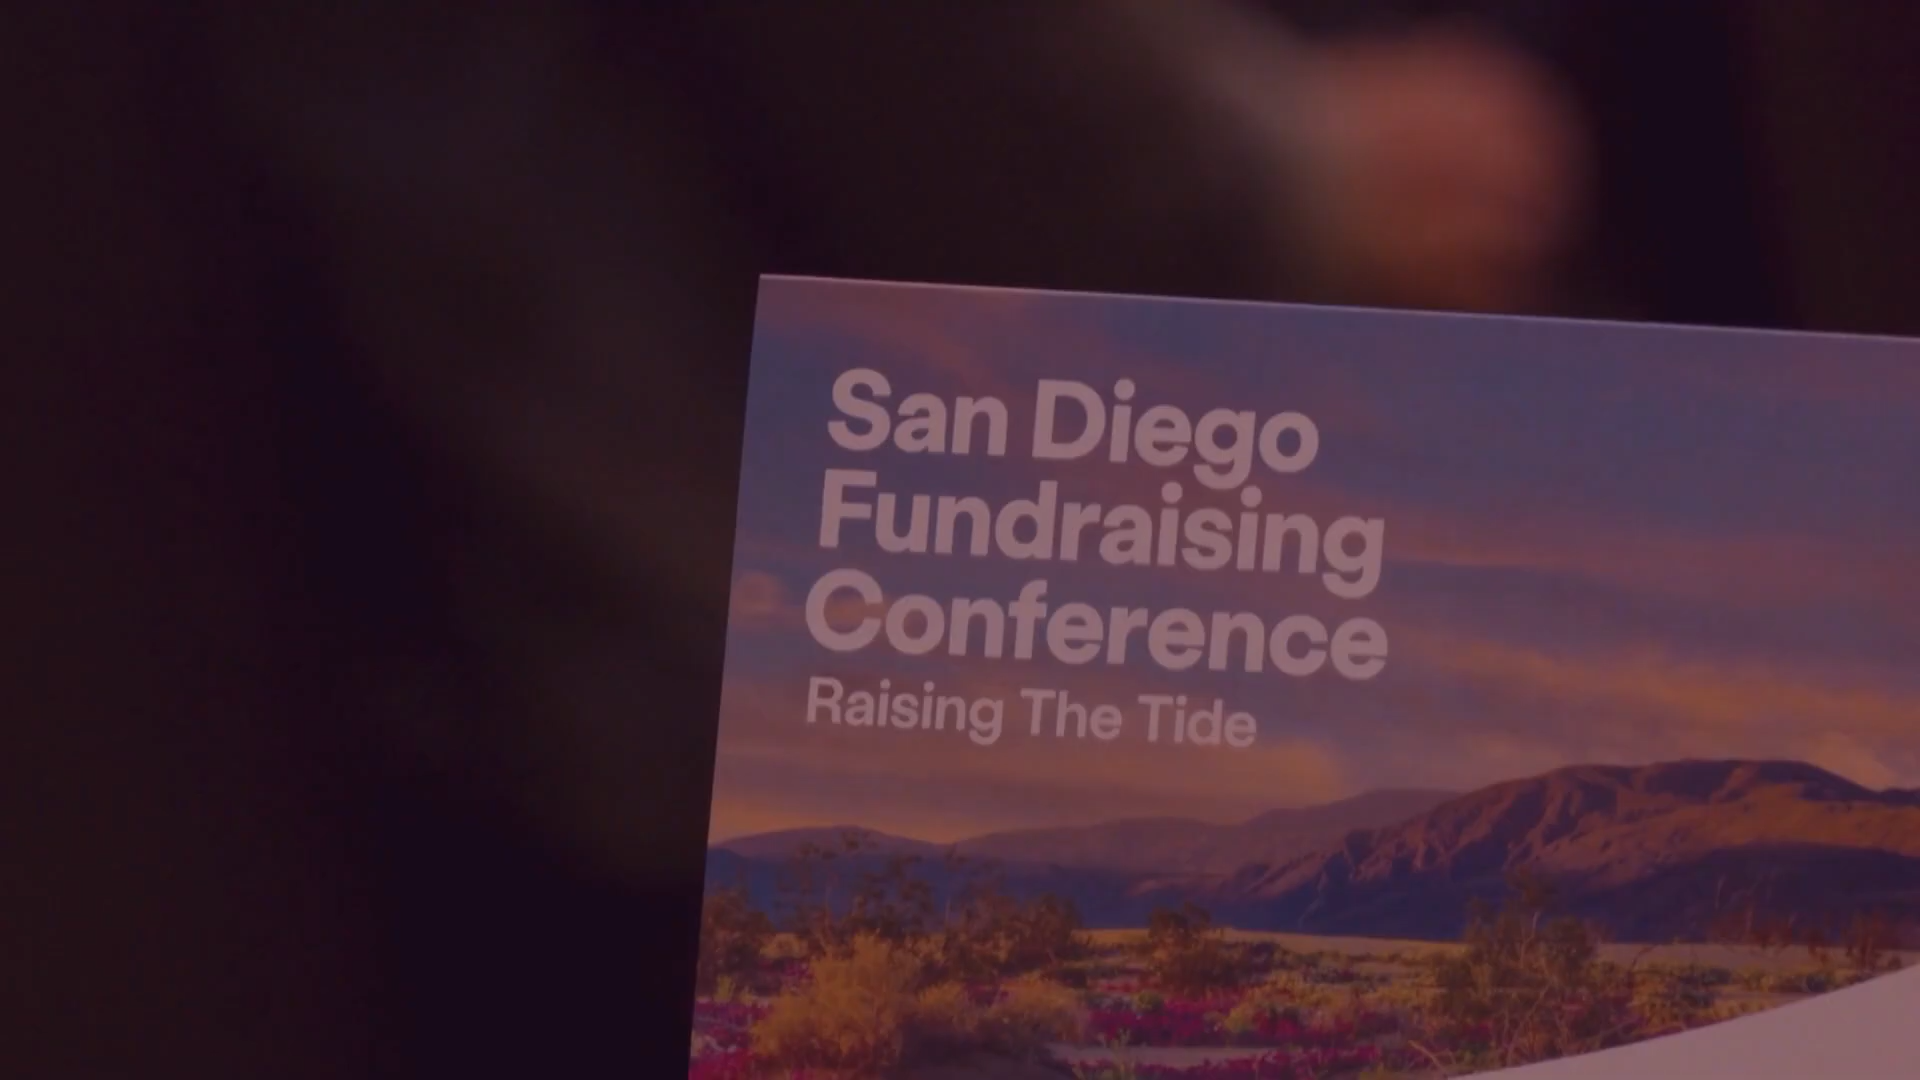 San Diego
Fundraising
Conference
Raising The Tide